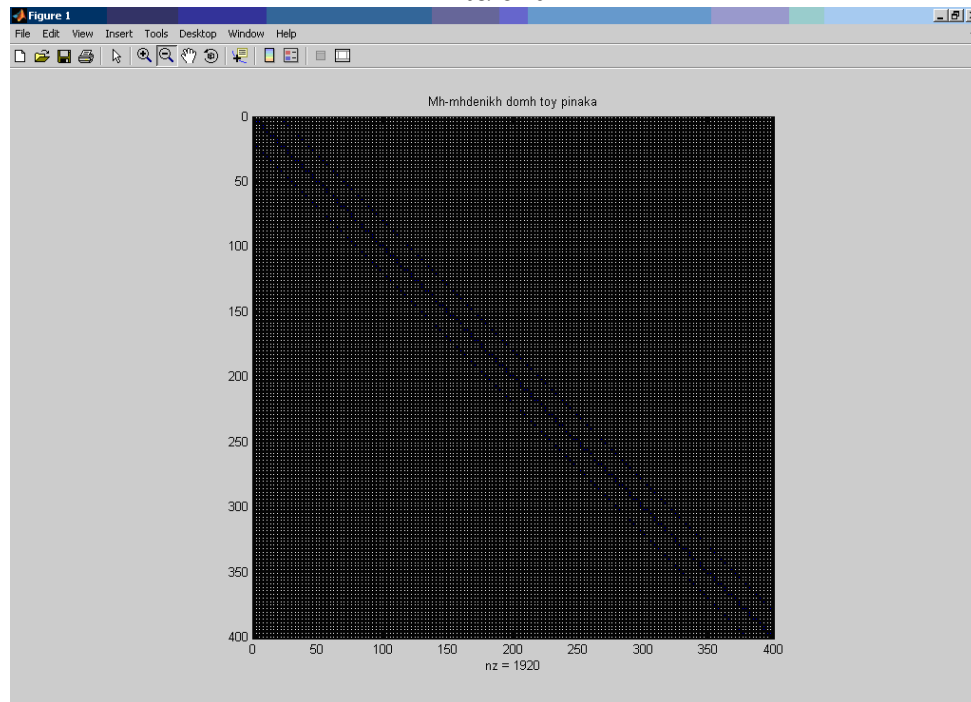 Figure 1
File Edit View Insert Tools Desktop Window Help
Mh-mhdenikh domh toy pinaka
0
50
100
150
200
250
300
350
400
0 50 100 150 200 250 300 350 400
nz = 1920